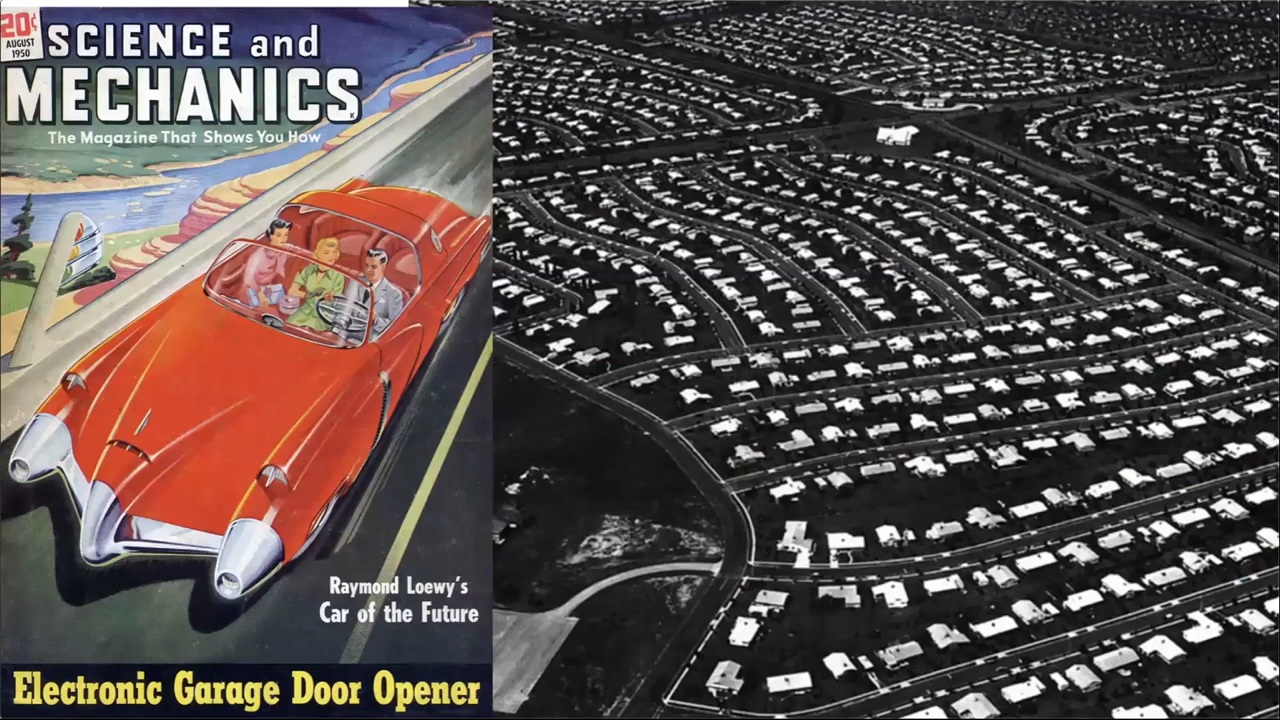 20¢
AUGUST
1950
SCIENCE and
MECHANICS
The Magazine That Shows You How
Raymond Loewy's
Car of the Future
Electronic Garage Door Opener